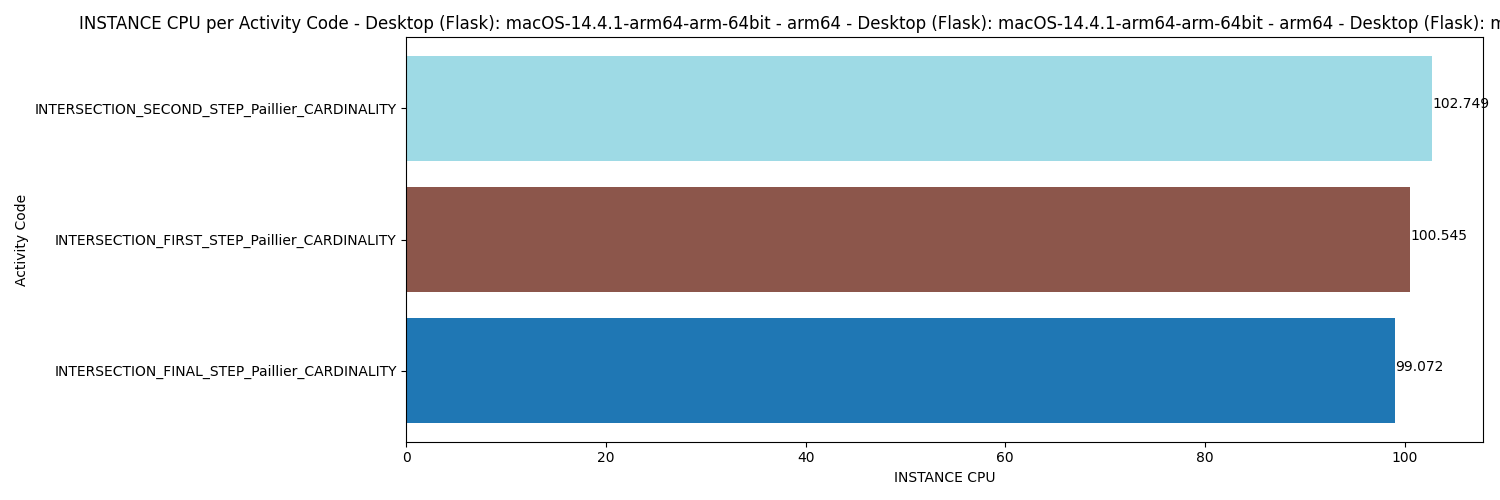 INSTANCE CPU per Activity Code - Desktop (Flask): macOS-14.4.1-arm64-arm-64bit - arm64 - Desktop (Flask): macOS-14.4.1-arm64-arm-64bit - arm64 - Desktop (Flask):
INTERSECTION_SECOND_STEP_Paillier_CARDINALITY
102.749
INTERSECTION_FIRST_STEP_Paillier_CARDINALITY
100.545
INTERSECTION_FINAL_STEP_Paillier_CARDINALITY
99.072
Activity Code
0 20 40 60 80 100
INSTANCE CPU